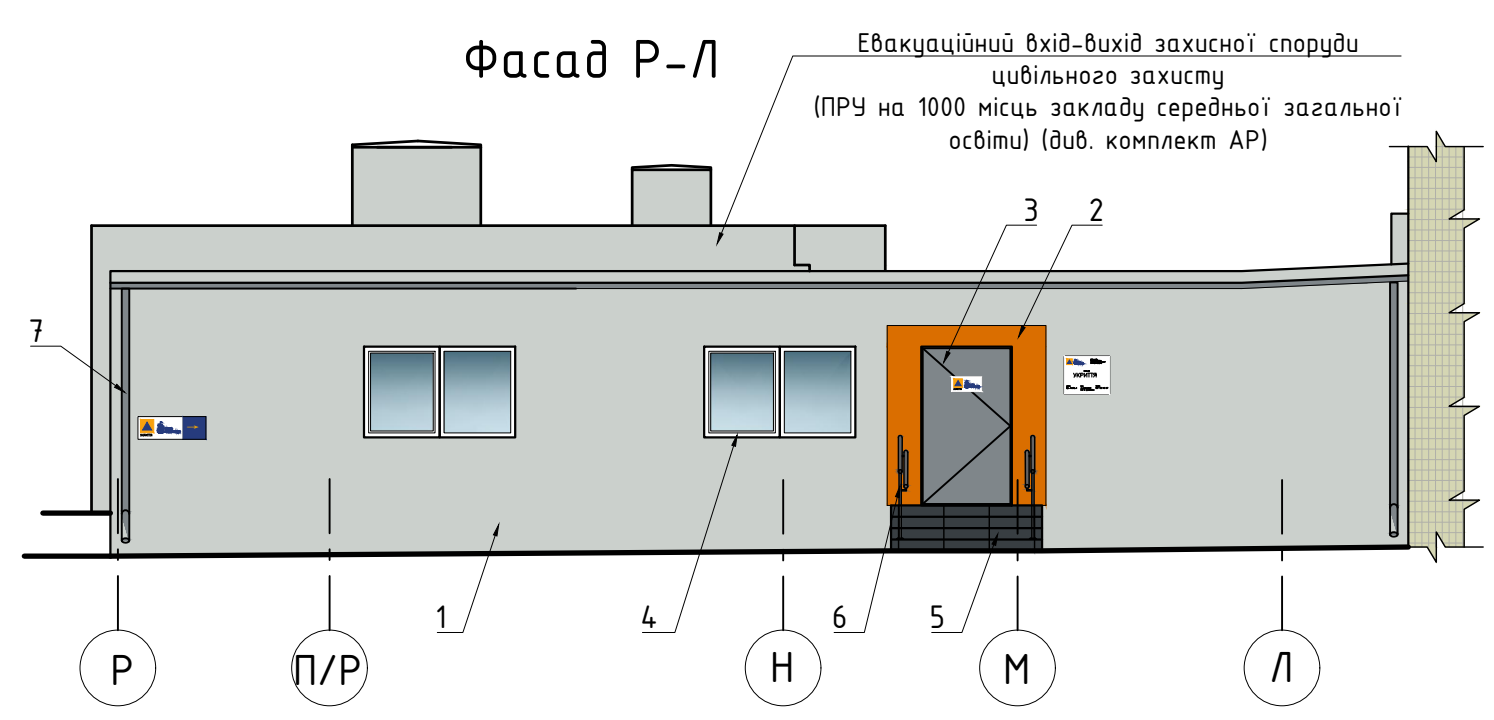 Фасад Р-Л
Евакуаційний вхід-вихід захисної споруди
цивільного захисту
(ПРУ на 1000 місць закладу середньої загальної
освіти) (див. комплект АР)
3
2
7
УКРИТТЯ
1
4
6
5
Р
П/Р
Н
М
Л